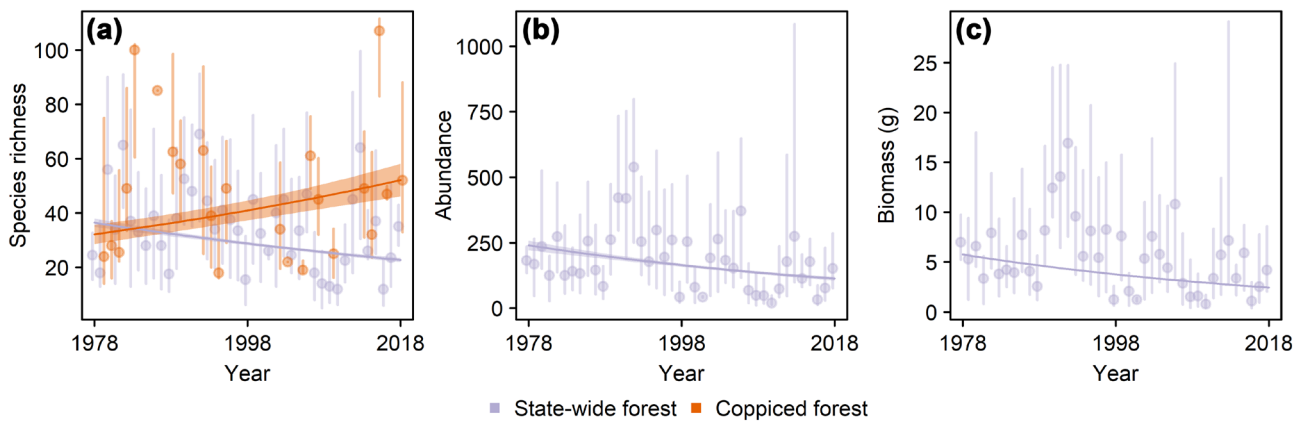 (a)
Species richness
100
80
60
40
20
1978
1998
2018
Year
(b)
Abundance
1000
750
500
250
0
1978
1998
2018
Year
(c)
Biomass (g)
25
20
15
10
5
0
1978
1998
2018
Year
State-wide forest
Coppiced forest